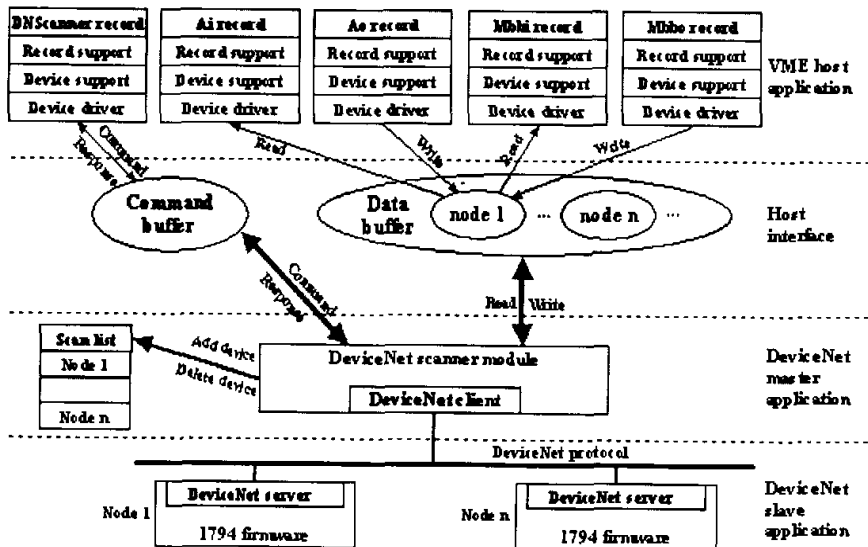 DNScanner record
Record support
Device support
Device driver
Ai record
Record support
Device support
Device driver
Ao record
Record support
Device support
Device driver
Mbbi record
Record support
Device support
Device driver
Mbbo record
Record support
Device support
Device driver
VME host
application
Command
Response
Read
Write
Read
Write
Command
buffer
Data
buffer
node 1
...
node n
...
Host
interface
Command
Response
Read
Write
Scan list
Node 1
Node n
Add device
Delete device
DeviceNet scanner module
DeviceNet client
DeviceNet
master
application
DeviceNet protocol
Node 1
DeviceNet server
1794 firmware
Node n
DeviceNet server
1794 firmware
DeviceNet
slave
application